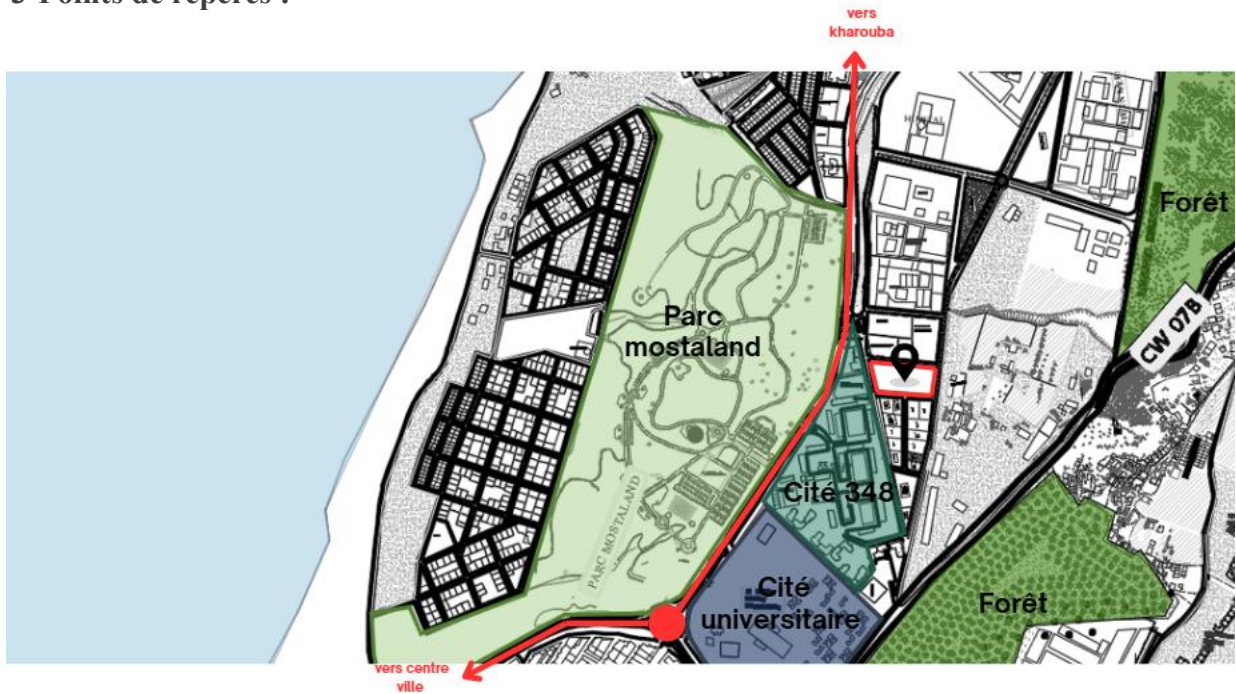 3 Points de repères :
vers
kharouba
Forêt
CW 07B
Parc
mostaland
PARC MOSTALAND
Cité 348
Cité
universitaire
Forêt
vers centre
ville